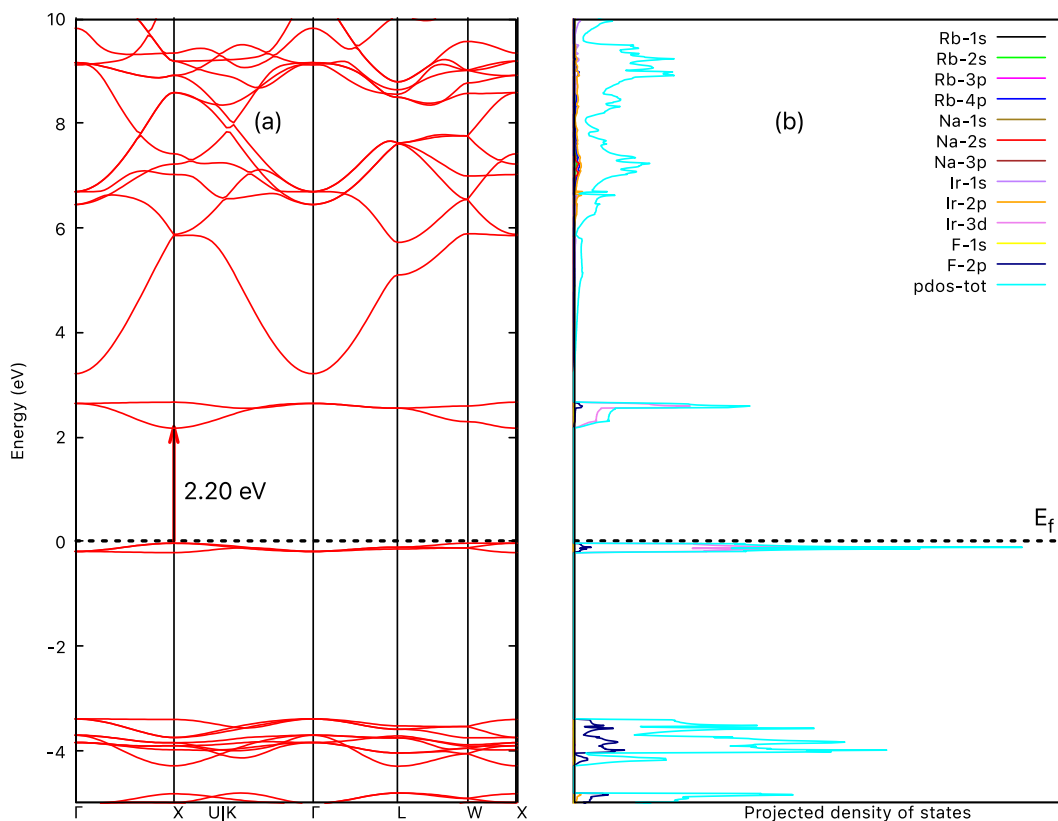 10
8
6
4
2
0
−2
−4
Energy (eV)
(a)
2.20 eV
Γ X U|K Γ L W X
(b)
Rb-1s
Rb-2s
Rb-3p
Rb-4p
Na-1s
Na-2s
Na-3p
Ir-1s
Ir-2p
Ir-3d
F-1s
F-2p
pdos-tot
E_f
Projected density of states